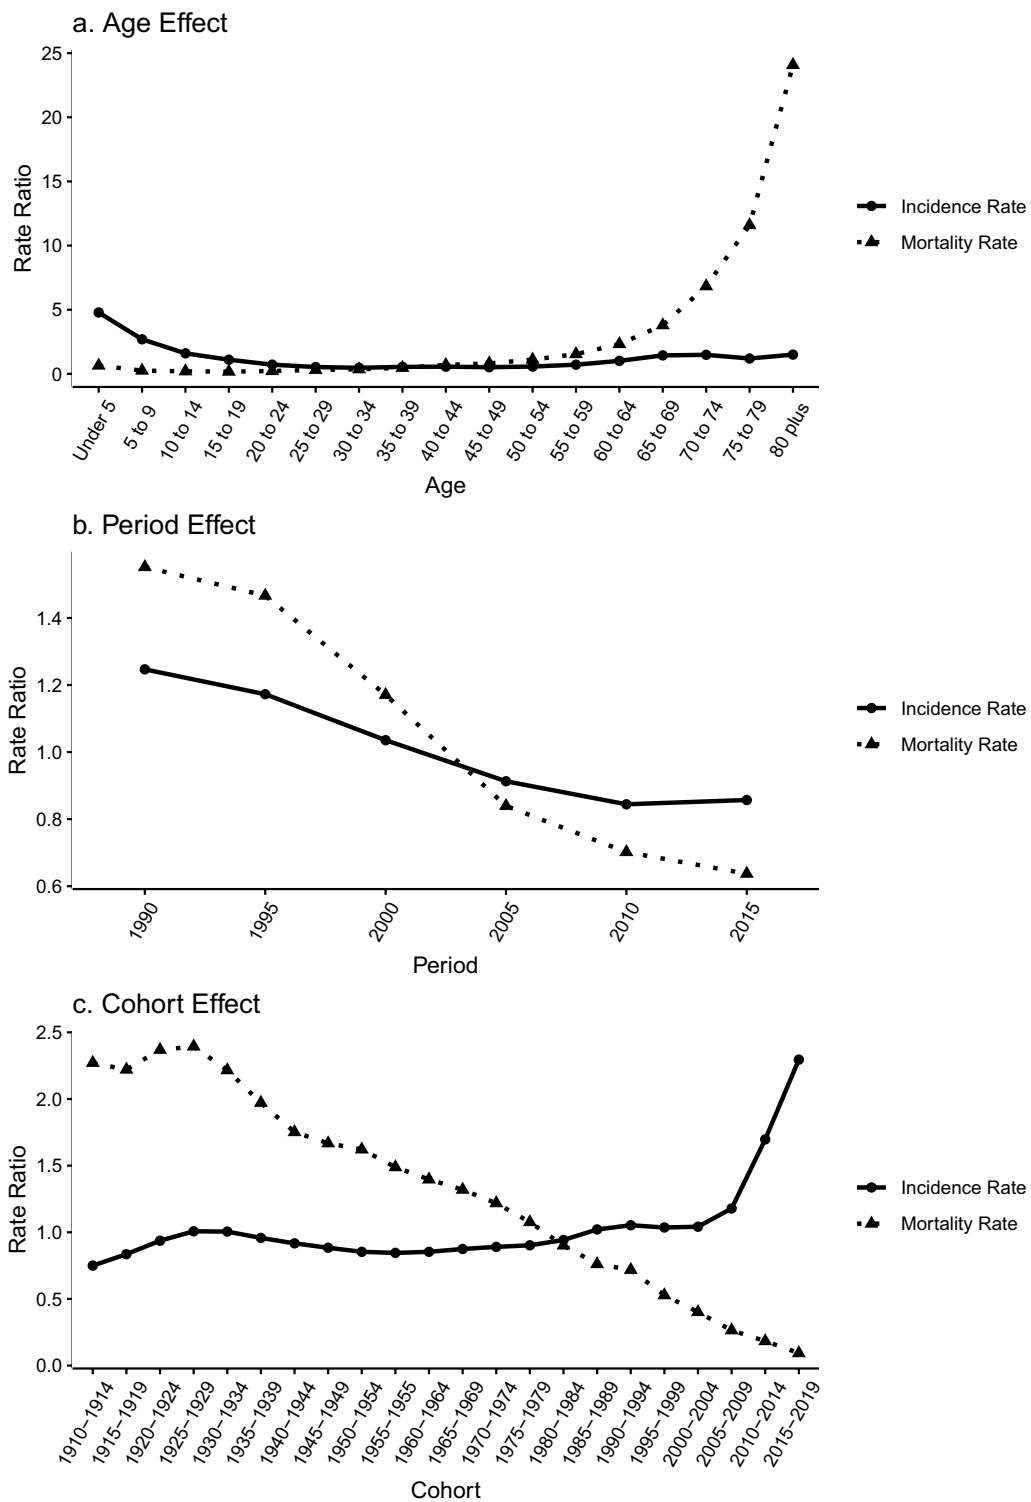 a. Age Effect
25
20
15
10
5
0
Rate Ratio
Incidence Rate
Mortality Rate
Under 5
5 to 9
10 to 14
15 to 19
20 to 24
25 to 29
30 to 34
35 to 39
40 to 44
45 to 49
50 to 54
55 to 59
60 to 64
65 to 69
70 to 74
75 to 79
80 plus
Age
b. Period Effect
1.4
1.2
1.0
0.8
0.6
Rate Ratio
Incidence Rate
Mortality Rate
1990
1995
2000
2005
2010
2015
Period
c. Cohort Effect
2.5
2.0
1.5
1.0
0.5
0.0
Rate Ratio
Incidence Rate
Mortality Rate
1910−1914
1915−1919
1920−1924
1925−1929
1930−1934
1935−1939
1940−1944
1945−1949
1950−1954
1955−1955
1960−1964
1965−1969
1970−1974
1975−1979
1980−1984
1985−1989
1990−1994
1995−1999
2000−2004
2005−2009
2010−2014
2015−2019
Cohort